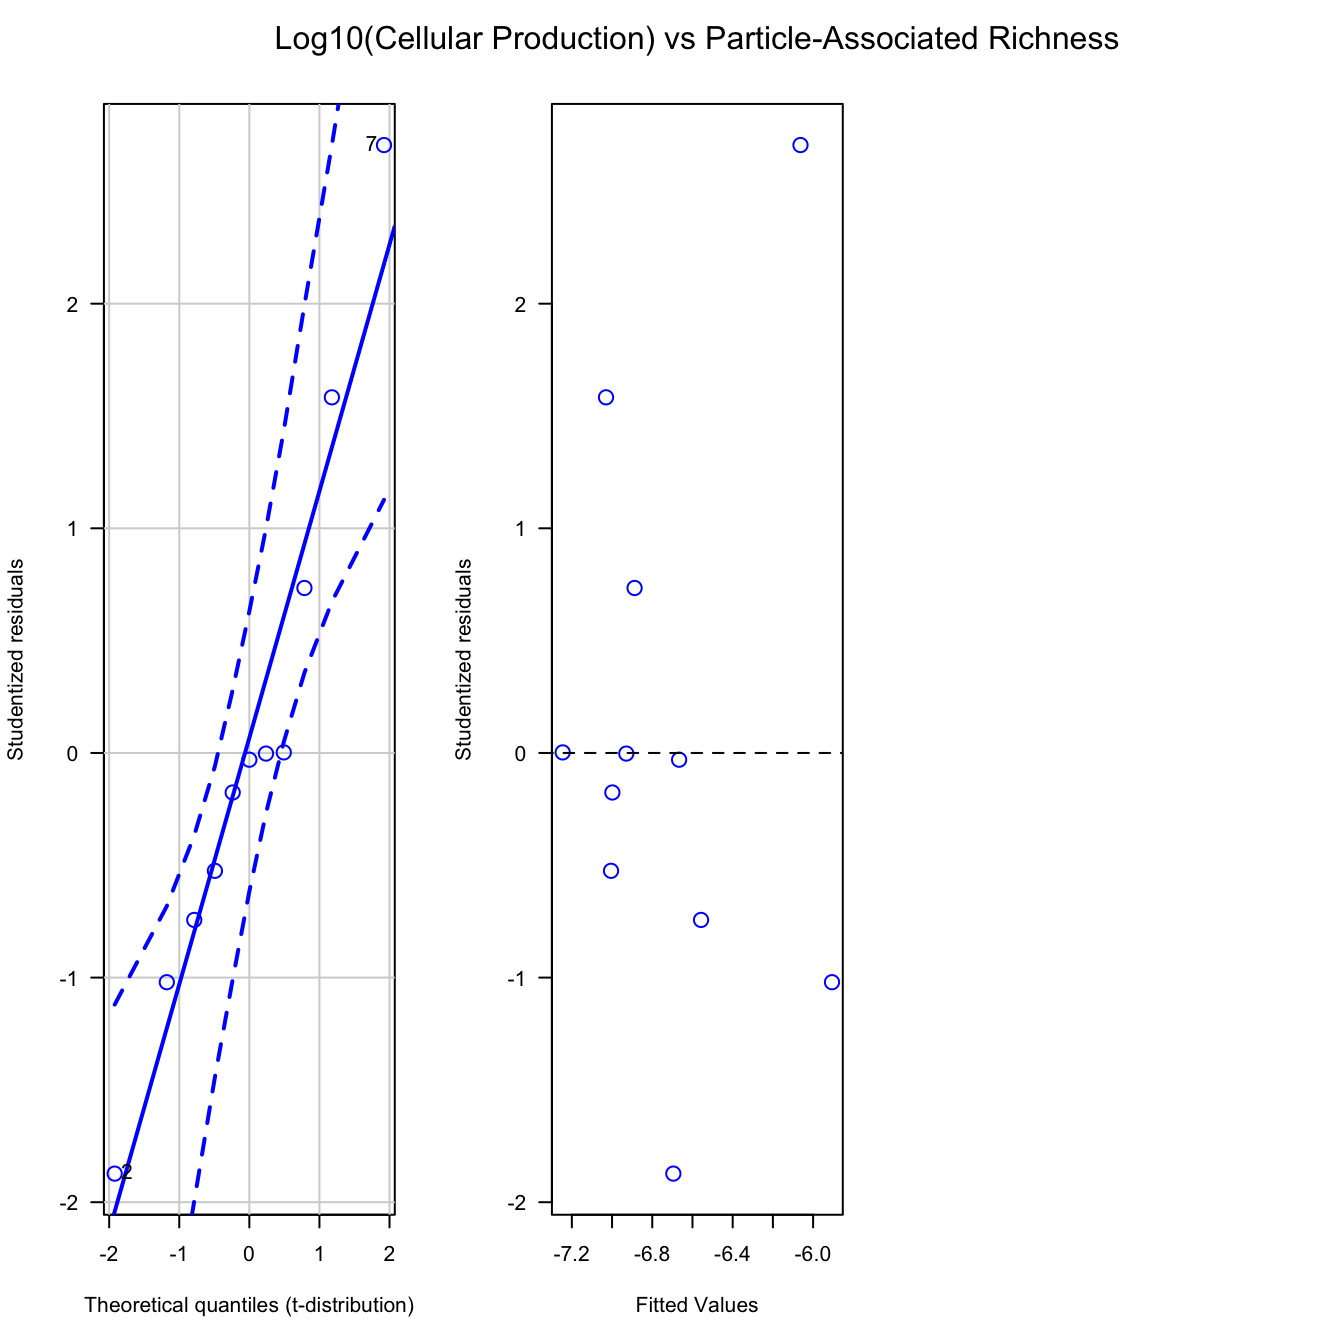 Log10(Cellular Production) vs Particle-Associated Richness
Studentized residuals
2
1
0
-1
-2
7
2
-2 -1 0 1 2
Theoretical quantiles (t-distribution)
Studentized residuals
2
1
0
-1
-2
-7.2 -6.8 -6.4 -6.0
Fitted Values